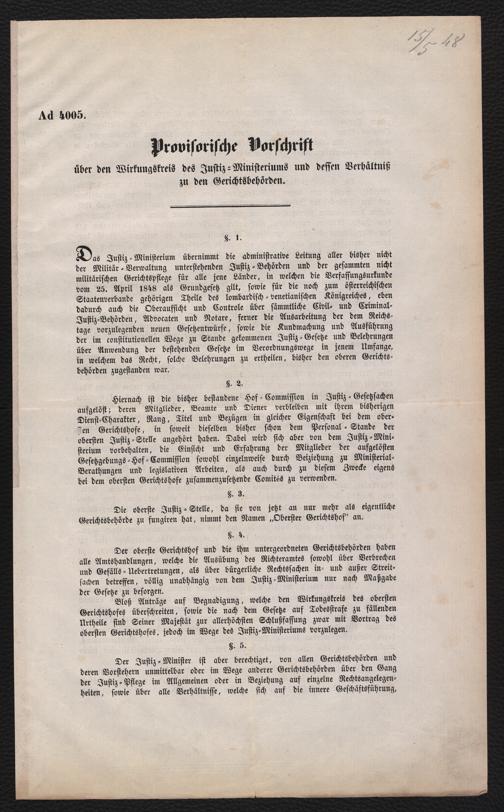 15/5 48
Ad 4005.
Provisorische Vorschrift
über den Wirkungskreis des Justiz-Ministeriums und dessen Verhältniß
zu den Gerichtsbehörden.
§. 1.
Das Justiz-Ministerium übernimmt die administrative Leitung aller bisher nicht
der Militär-Verwaltung unterstehenden Justiz-Behörden und der gesammten nicht
militärischen Gerichtspflege für alle jene Länder, in welchen die Verfassungsurkunde
vom 25. April 1848 als Grundgesetz gilt, sowie für die noch zum österreichischen
Staatenverbande gehörigen Theile des lombardisch-venetianischen Königreiches, eben
dadurch auch die Oberaufsicht und Controle über sämmtliche Civil- und Criminal-
Justiz-Behörden, Advocaten und Notare, ferner die Ausarbeitung der dem Reichs-
tage vorzulegenden neuen Gesetzentwürfe, sowie die Kundmachung und Ausführung
der im constitutionellen Wege zu Stande gekommenen Justiz-Gesetze und Belehrungen
über Anwendung der bestehenden Gesetze im Verordnungswege in jenem Umfange,
in welchem das Recht, solche Belehrungen zu ertheilen, bisher den oberen Gerichts-
behörden zugestanden war.
§. 2.
Hiernach ist die bisher bestandene Hof-Commission in Justiz-Gesetzsachen
aufgelöst; deren Mitglieder, Beamte und Diener verbleiben mit ihren bisherigen
Dienst-Charakter, Rang, Titel und Bezügen in gleicher Eigenschaft bei dem ober-
sten Gerichtshofe, in soweit dieselben bisher schon dem Personal-Stande der
obersten Justiz-Stelle angehört haben. Dabei wird sich aber von dem Justiz-Mini-
sterium vorbehalten, die Einsicht und Erfahrung der Mitglieder der aufgelösten
Gesetzgebungs-Hof-Commission sowohl einzelnweise durch Beiziehung zu Ministerial-
Berathungen und legislativen Arbeiten, als auch durch zu diesem Zwecke eigens
bei dem obersten Gerichtshofe zusammenzusetzende Comités zu verwenden.
§. 3.
Die oberste Justiz-Stelle, da sie von jetzt an nur mehr als eigentliche
Gerichtsbehörde zu fungiren hat, nimmt den Namen „Oberster Gerichtshof" an.
§. 4.
Der oberste Gerichtshof und die ihm untergeordneten Gerichtsbehörden haben
alle Amtshandlungen, welche die Ausübung des Richteramtes sowohl über Verbrechen
und Gefälls-Uebertretungen, als über bürgerliche Rechtssachen in- und außer Streit-
sachen betreffen, völlig unabhängig von dem Justiz-Ministerium nur nach Maßgabe
der Gesetze zu besorgen.
Bloß Anträge auf Begnadigung, welche den Wirkungskreis des obersten
Gerichtshofes überschreiten, sowie die nach dem Gesetze auf Todesstrafe zu fällenden
Urtheile sind Seiner Majestät zur allerhöchsten Schlußfassung zwar mit Vortrag des
obersten Gerichtshofes, jedoch im Wege des Justiz-Ministeriums vorzulegen.
§. 5.
Der Justiz-Minister ist aber berechtiget, von allen Gerichtsbehörden und
deren Vorstehern unmittelbar oder im Wege anderer Gerichtsbehörden über den Gang
der Justiz-Pflege im Allgemeinen oder in Beziehung auf einzelne Rechtsangelegen-
heiten, sowie über alle Verhältnisse, welche sich auf die innere Geschäftsführung,